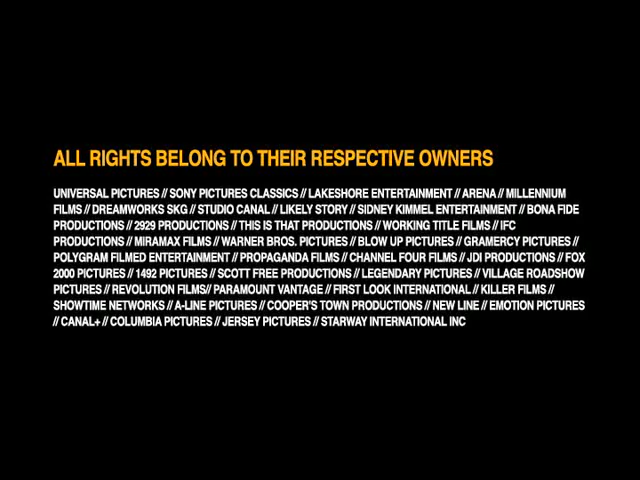 ALL RIGHTS BELONG TO THEIR RESPECTIVE OWNERS
UNIVERSAL PICTURES // SONY PICTURES CLASSICS // LAKESHORE ENTERTAINMENT // ARENA // MILLENNIUM
FILMS // DREAMWORKS SKG // STUDIO CANAL // LIKELY STORY // SIDNEY KIMMEL ENTERTAINMENT // BONA FIDE
PRODUCTIONS // 2929 PRODUCTIONS // THIS IS THAT PRODUCTIONS // WORKING TITLE FILMS // IFC
PRODUCTIONS // MIRAMAX FILMS // WARNER BROS. PICTURES // BLOW UP PICTURES // GRAMERCY PICTURES //
POLYGRAM FILMED ENTERTAINMENT // PROPAGANDA FILMS // CHANNEL FOUR FILMS // JDI PRODUCTIONS // FOX
2000 PICTURES // 1492 PICTURES // SCOTT FREE PRODUCTIONS // LEGENDARY PICTURES // VILLAGE ROADSHOW
PICTURES // REVOLUTION FILMS// PARAMOUNT VANTAGE // FIRST LOOK INTERNATIONAL // KILLER FILMS //
SHOWTIME NETWORKS // A-LINE PICTURES // COOPER'S TOWN PRODUCTIONS // NEW LINE // EMOTION PICTURES
// CANAL+ // COLUMBIA PICTURES // JERSEY PICTURES // STARWAY INTERNATIONAL INC